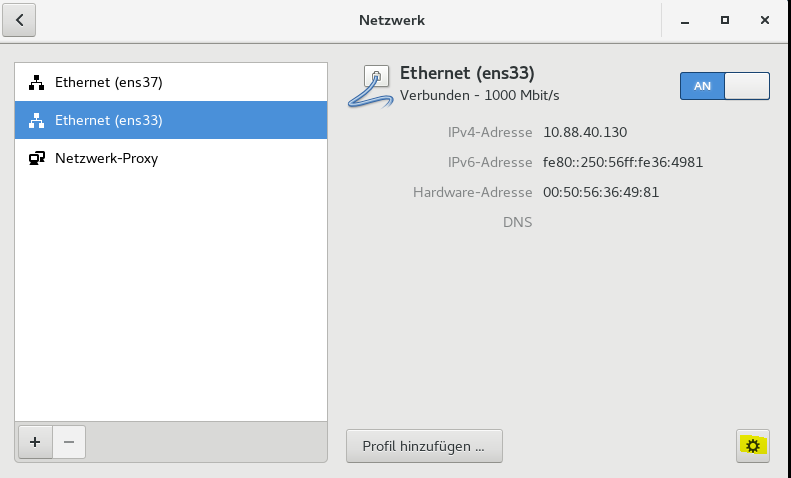 Netzwerk
Ethernet (ens37)
Ethernet (ens33)
Netzwerk-Proxy
Ethernet (ens33)
Verbunden - 1000 Mbit/s
AN
IPv4-Adresse 10.88.40.130
IPv6-Adresse fe80::250:56ff:fe36:4981
Hardware-Adresse 00:50:56:36:49:81
DNS
Profil hinzufügen ...